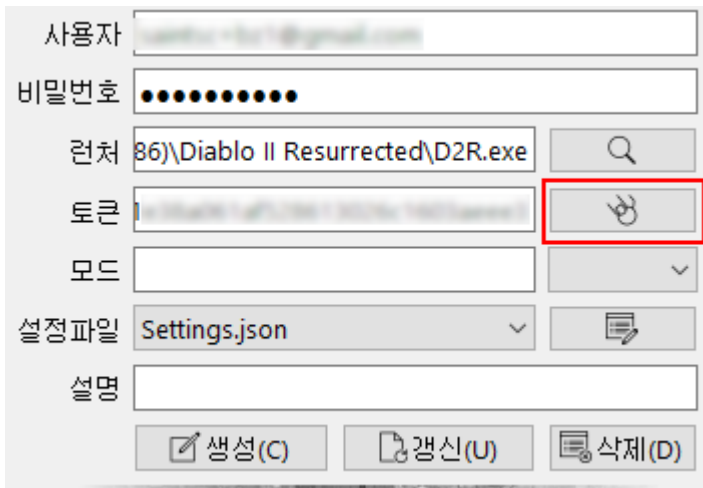 사용자
비밀번호 ●●●●●●●●●●
런처 86)\Diablo II Resurrected\D2R.exe
토큰
모드
설정파일 Settings.json
설명
생성(C) 갱신(U) 삭제(D)